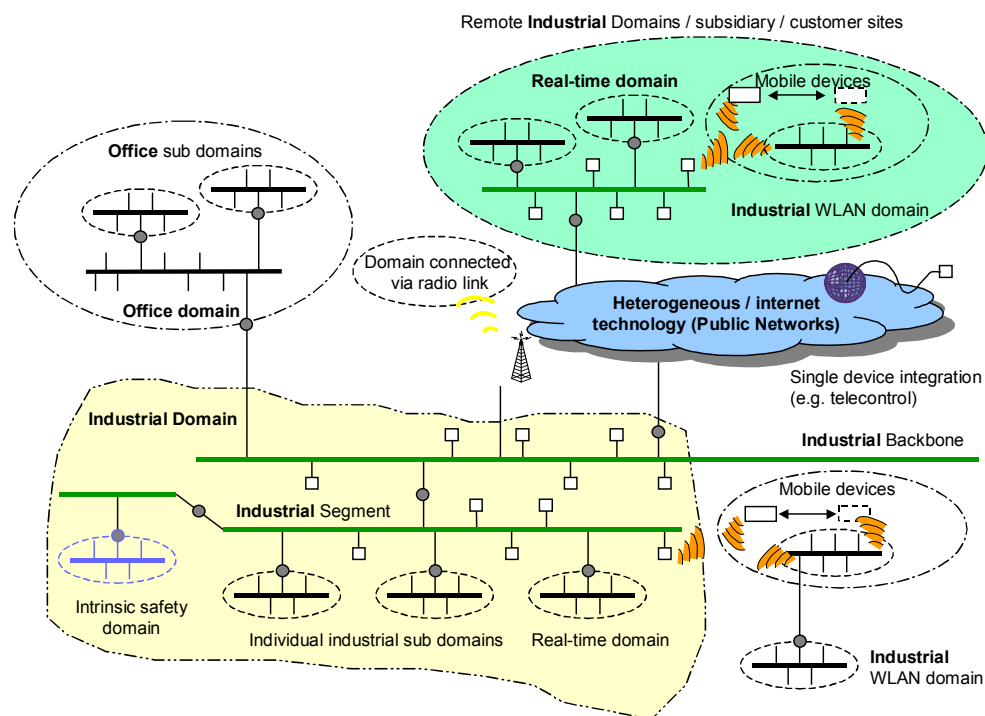 Remote Industrial Domains / subsidiary / customer sites
Real-time domain
Mobile devices
Office sub domains
Industrial WLAN domain
Domain connected
via radio link
Office domain
Heterogeneous / internet
technology (Public Networks)
Single device integration
(e.g. telecontrol)
Industrial Domain
Industrial Backbone
Industrial Segment
Mobile devices
Intrinsic safety
domain
Individual industrial sub domains
Real-time domain
Industrial
WLAN domain